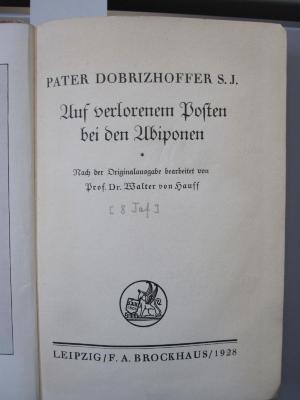 PATER DOBRIZHOFFER S. J.
Auf verlorenem Posten
bei den Abiponen
*
Nach der Originalausgabe bearbeitet von
Prof. Dr. Walter von Hauff
[8 Taf.]
LEIPZIG / F. A. BROCKHAUS / 1928